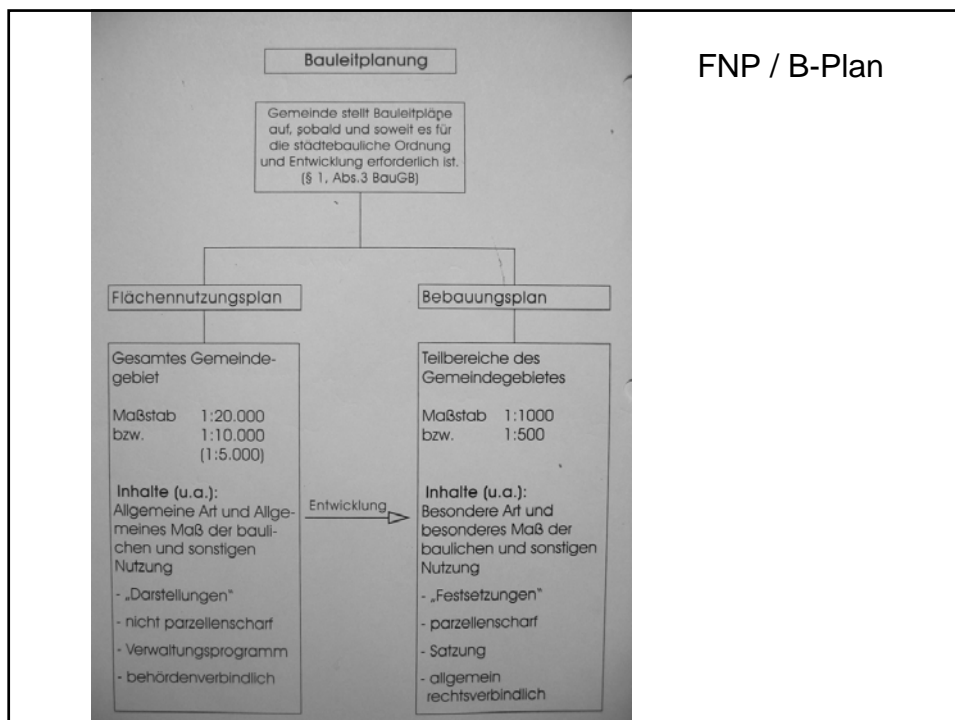 FNP / B-Plan
Bauleitplanung
Gemeinde stellt Bauleitpläne
auf, sobald und soweit es für
die städtebauliche Ordnung
und Entwicklung erforderlich ist.
(§ 1, Abs.3 BauGB)
Flächennutzungsplan
Gesamtes Gemeinde-
gebiet
Maßstab 1:20.000
bzw. 1:10.000
(1:5.000)
Inhalte (u.a.):
Allgemeine Art und Allge-
meines Maß der bauli-
chen und sonstigen
Nutzung
- „Darstellungen“
- nicht parzellenscharf
- Verwaltungsprogramm
- behördenverbindlich
Entwicklung
Bebauungsplan
Teilbereiche des
Gemeindegebietes
Maßstab 1:1000
bzw. 1:500
Inhalte (u.a.):
Besondere Art und
besonderes Maß der
baulichen und sonstigen
Nutzung
- „Festsetzungen“
- parzellenscharf
- Satzung
- allgemein
rechtsverbindlich